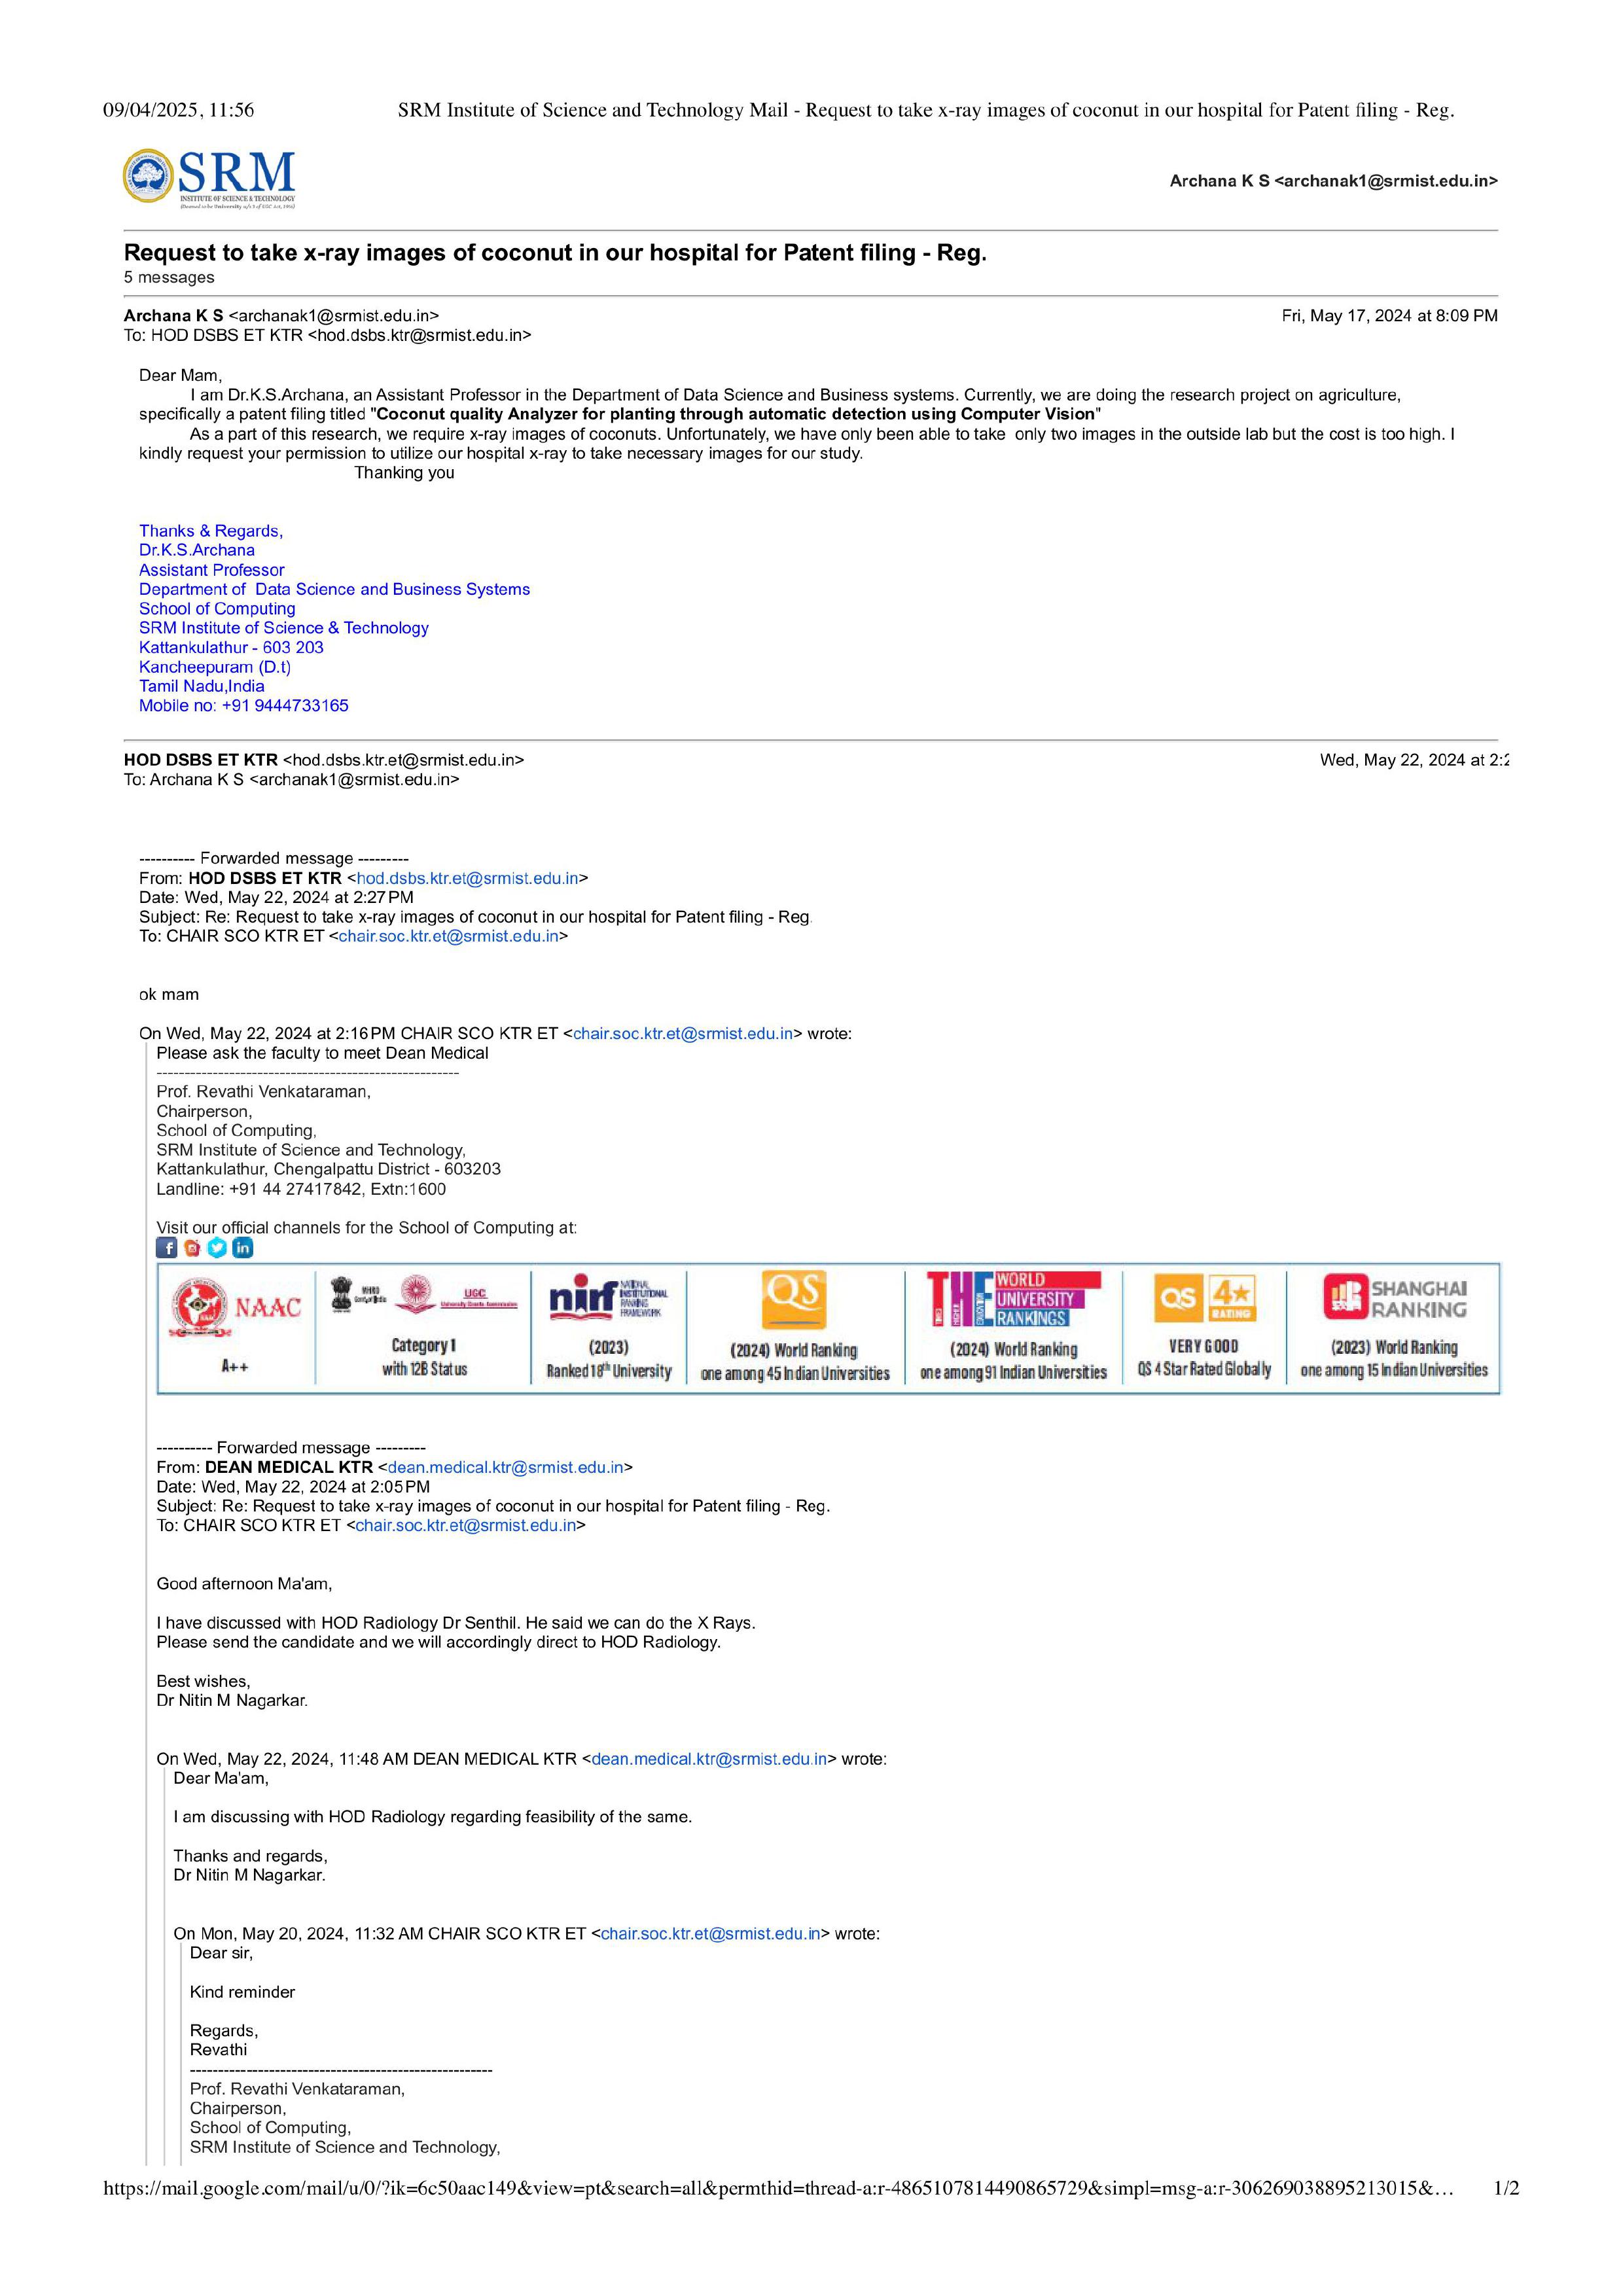 09/04/2025, 11:56 SRM Institute of Science and Technology Mail - Request to take x-ray images of coconut in our hospital for Patent filing - Reg.
SRM
INSTITUTE OF SCIENCE & TECHNOLOGY
(Deemed to be University u/s 3 of UGC Act, 1956)
Archana K S <archanak1@srmist.edu.in>
Request to take x-ray images of coconut in our hospital for Patent filing - Reg.
5 messages
Archana K S <archanak1@srmist.edu.in> Fri, May 17, 2024 at 8:09 PM
To: HOD DSBS ET KTR <hod.dsbs.ktr@srmist.edu.in>
Dear Mam,
I am Dr.K.S.Archana, an Assistant Professor in the Department of Data Science and Business systems. Currently, we are doing the research project on agriculture,
specifically a patent filing titled "Coconut quality Analyzer for planting through automatic detection using Computer Vision"
As a part of this research, we require x-ray images of coconuts. Unfortunately, we have only been able to take only two images in the outside lab but the cost is too high. I
kindly request your permission to utilize our hospital x-ray to take necessary images for our study.
Thanking you
Thanks & Regards,
Dr.K.S.Archana
Assistant Professor
Department of Data Science and Business Systems
School of Computing
SRM Institute of Science & Technology
Kattankulathur - 603 203
Kancheepuram (D.t)
Tamil Nadu,India
Mobile no: +91 9444733165
HOD DSBS ET KTR <hod.dsbs.ktr.et@srmist.edu.in> Wed, May 22, 2024 at 2:2
To: Archana K S <archanak1@srmist.edu.in>
---------- Forwarded message ---------
From: HOD DSBS ET KTR <hod.dsbs.ktr.et@srmist.edu.in>
Date: Wed, May 22, 2024 at 2:27 PM
Subject: Re: Request to take x-ray images of coconut in our hospital for Patent filing - Reg.
To: CHAIR SCO KTR ET <chair.soc.ktr.et@srmist.edu.in>
ok mam
On Wed, May 22, 2024 at 2:16 PM CHAIR SCO KTR ET <chair.soc.ktr.et@srmist.edu.in> wrote:
Please ask the faculty to meet Dean Medical
------------------------------------------------------
Prof. Revathi Venkataraman,
Chairperson,
School of Computing,
SRM Institute of Science and Technology,
Kattankulathur, Chengalpattu District - 603203
Landline: +91 44 27417842, Extn:1600
Visit our official channels for the School of Computing at:
NAAC
A++
MHRD
UGC
University Grants Commission
Category 1
with 12B Status
nirf NATIONAL INSTITUTIONAL RANKING FRAMEWORK
(2023)
Ranked 18th University
QS
(2024) World Ranking
one among 45 Indian Universities
THE WORLD UNIVERSITY RANKINGS
(2024) World Ranking
one among 91 Indian Universities
QS 4★ RATING
VERY GOOD
QS 4 Star Rated Globally
SHANGHAI RANKING
(2023) World Ranking
one among 15 Indian Universities
---------- Forwarded message ---------
From: DEAN MEDICAL KTR <dean.medical.ktr@srmist.edu.in>
Date: Wed, May 22, 2024 at 2:05 PM
Subject: Re: Request to take x-ray images of coconut in our hospital for Patent filing - Reg.
To: CHAIR SCO KTR ET <chair.soc.ktr.et@srmist.edu.in>
Good afternoon Ma'am,
I have discussed with HOD Radiology Dr Senthil. He said we can do the X Rays.
Please send the candidate and we will accordingly direct to HOD Radiology.
Best wishes,
Dr Nitin M Nagarkar.
On Wed, May 22, 2024, 11:48 AM DEAN MEDICAL KTR <dean.medical.ktr@srmist.edu.in> wrote:
Dear Ma'am,
I am discussing with HOD Radiology regarding feasibility of the same.
Thanks and regards,
Dr Nitin M Nagarkar.
On Mon, May 20, 2024, 11:32 AM CHAIR SCO KTR ET <chair.soc.ktr.et@srmist.edu.in> wrote:
Dear sir,
Kind reminder
Regards,
Revathi
------------------------------------------------------
Prof. Revathi Venkataraman,
Chairperson,
School of Computing,
SRM Institute of Science and Technology,
https://mail.google.com/mail/u/0/?ik=6c50aac149&view=pt&search=all&permthid=thread-a:r-4865107814490865729&simpl=msg-a:r-306269038895213015&… 1/2